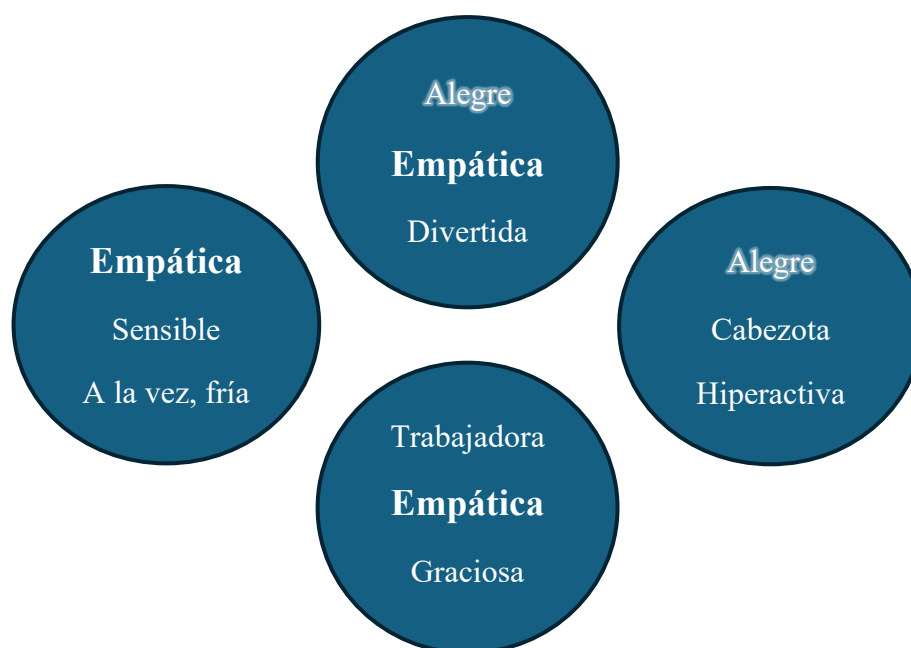 Alegre
Empática
Divertida
Empática
Sensible
A la vez, fría
Alegre
Cabezota
Hiperactiva
Trabajadora
Empática
Graciosa